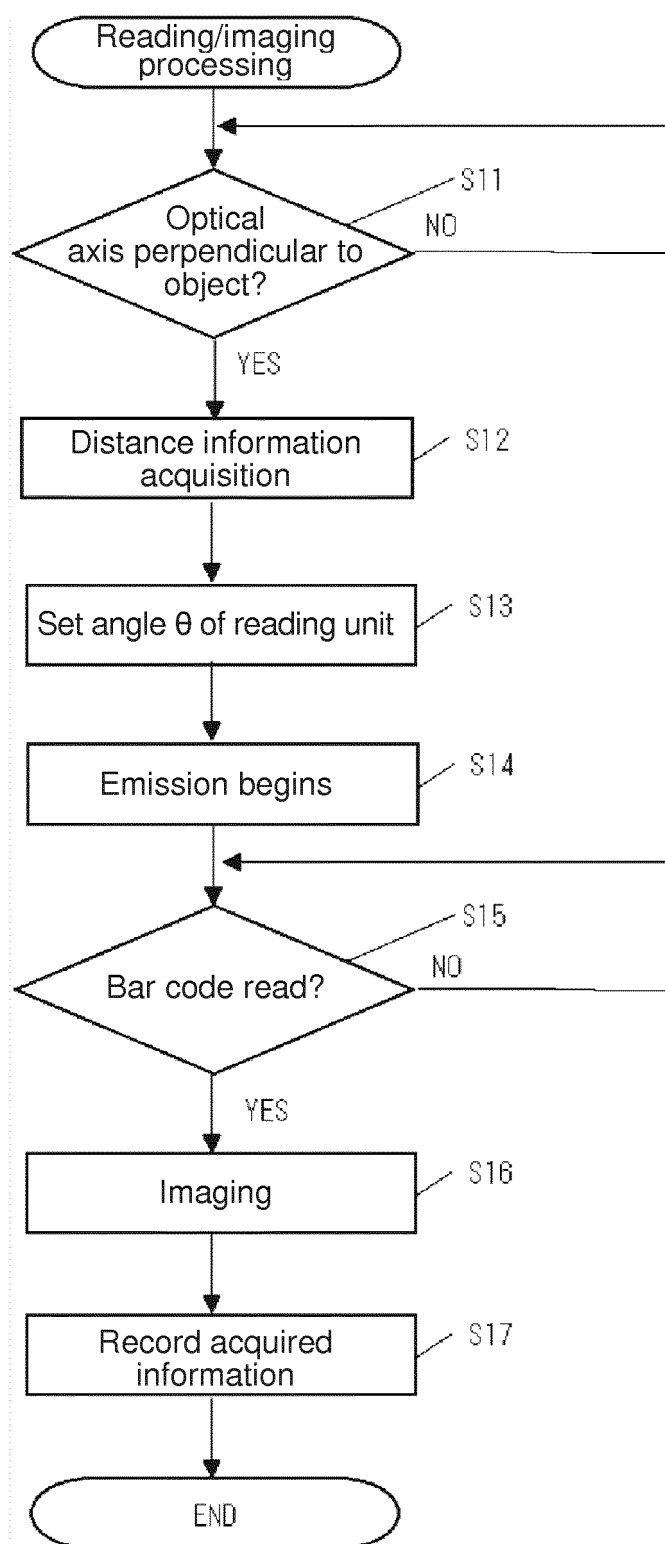 Reading/imaging
processing
S11
Optical
axis perpendicular to
object?
NO
YES
Distance information
acquisition
S12
Set angle θ of reading unit
S13
Emission begins
S14
S15
Bar code read?
NO
YES
Imaging
S16
Record acquired
information
S17
END